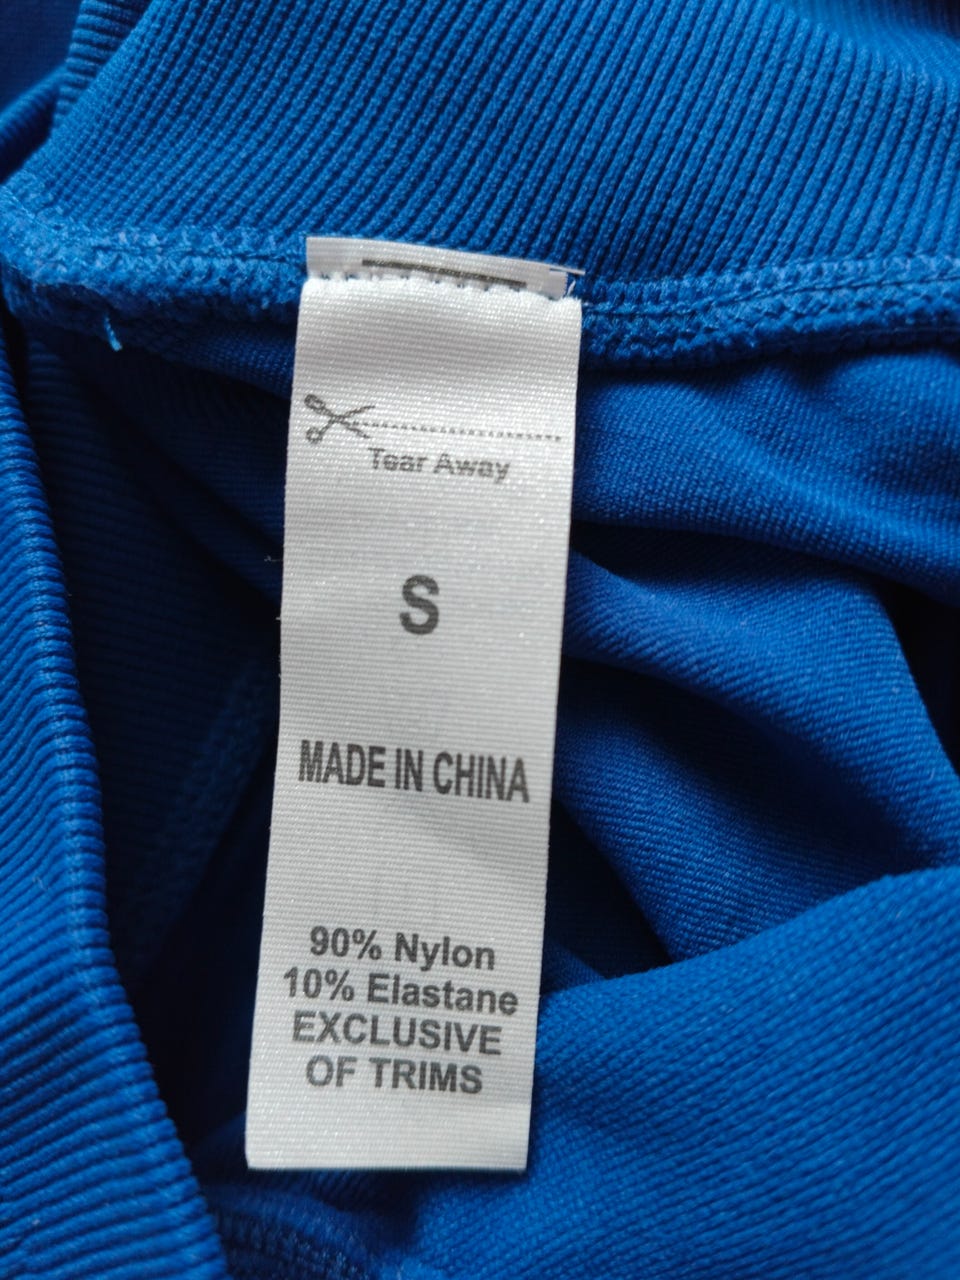 Tear Away
S
MADE IN CHINA
90% Nylon
10% Elastane
EXCLUSIVE
OF TRIMS